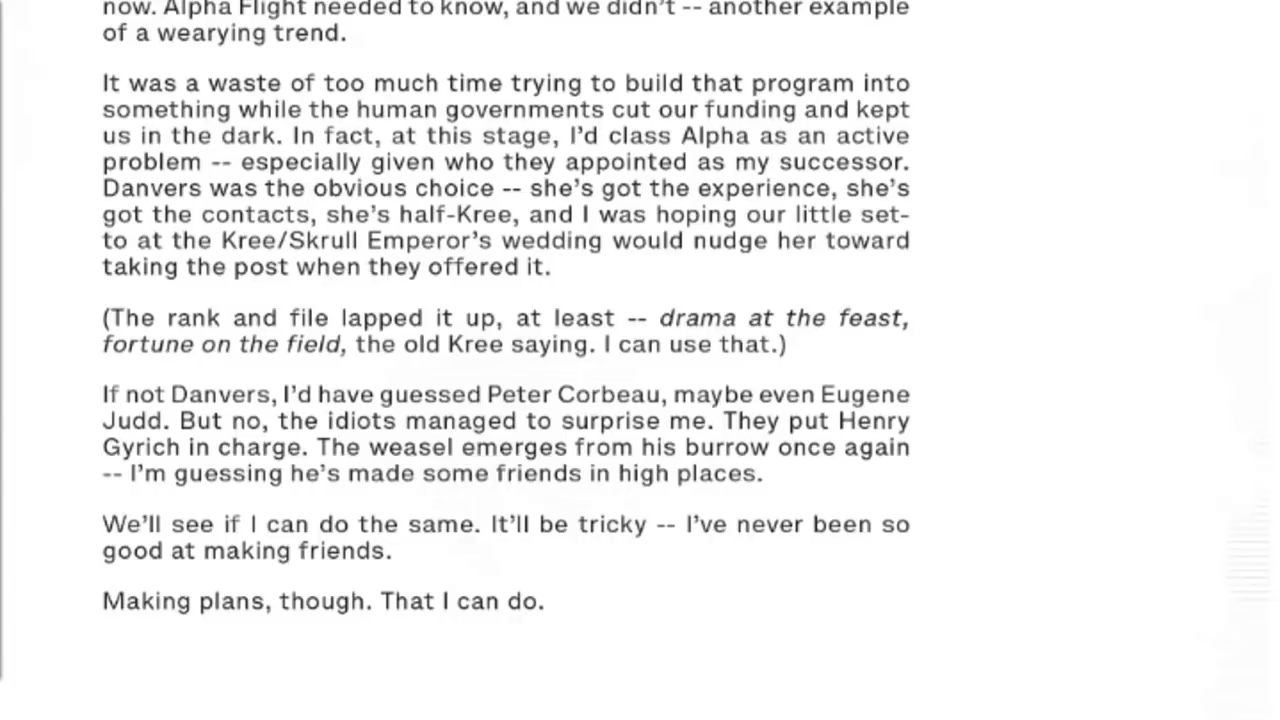 now. Alpha Flight needed to know, and we didn't -- another example
of a wearying trend.
It was a waste of too much time trying to build that program into
something while the human governments cut our funding and kept
us in the dark. In fact, at this stage, I'd class Alpha as an active
problem -- especially given who they appointed as my successor.
Danvers was the obvious choice -- she's got the experience, she's
got the contacts, she's half-Kree, and I was hoping our little set-
to at the Kree/Skrull Emperor's wedding would nudge her toward
taking the post when they offered it.
(The rank and file lapped it up, at least -- drama at the feast,
fortune on the field, the old Kree saying. I can use that.)
If not Danvers, I'd have guessed Peter Corbeau, maybe even Eugene
Judd. But no, the idiots managed to surprise me. They put Henry
Gyrich in charge. The weasel emerges from his burrow once again
-- I'm guessing he's made some friends in high places.
We'll see if I can do the same. It'll be tricky -- I've never been so
good at making friends.
Making plans, though. That I can do.